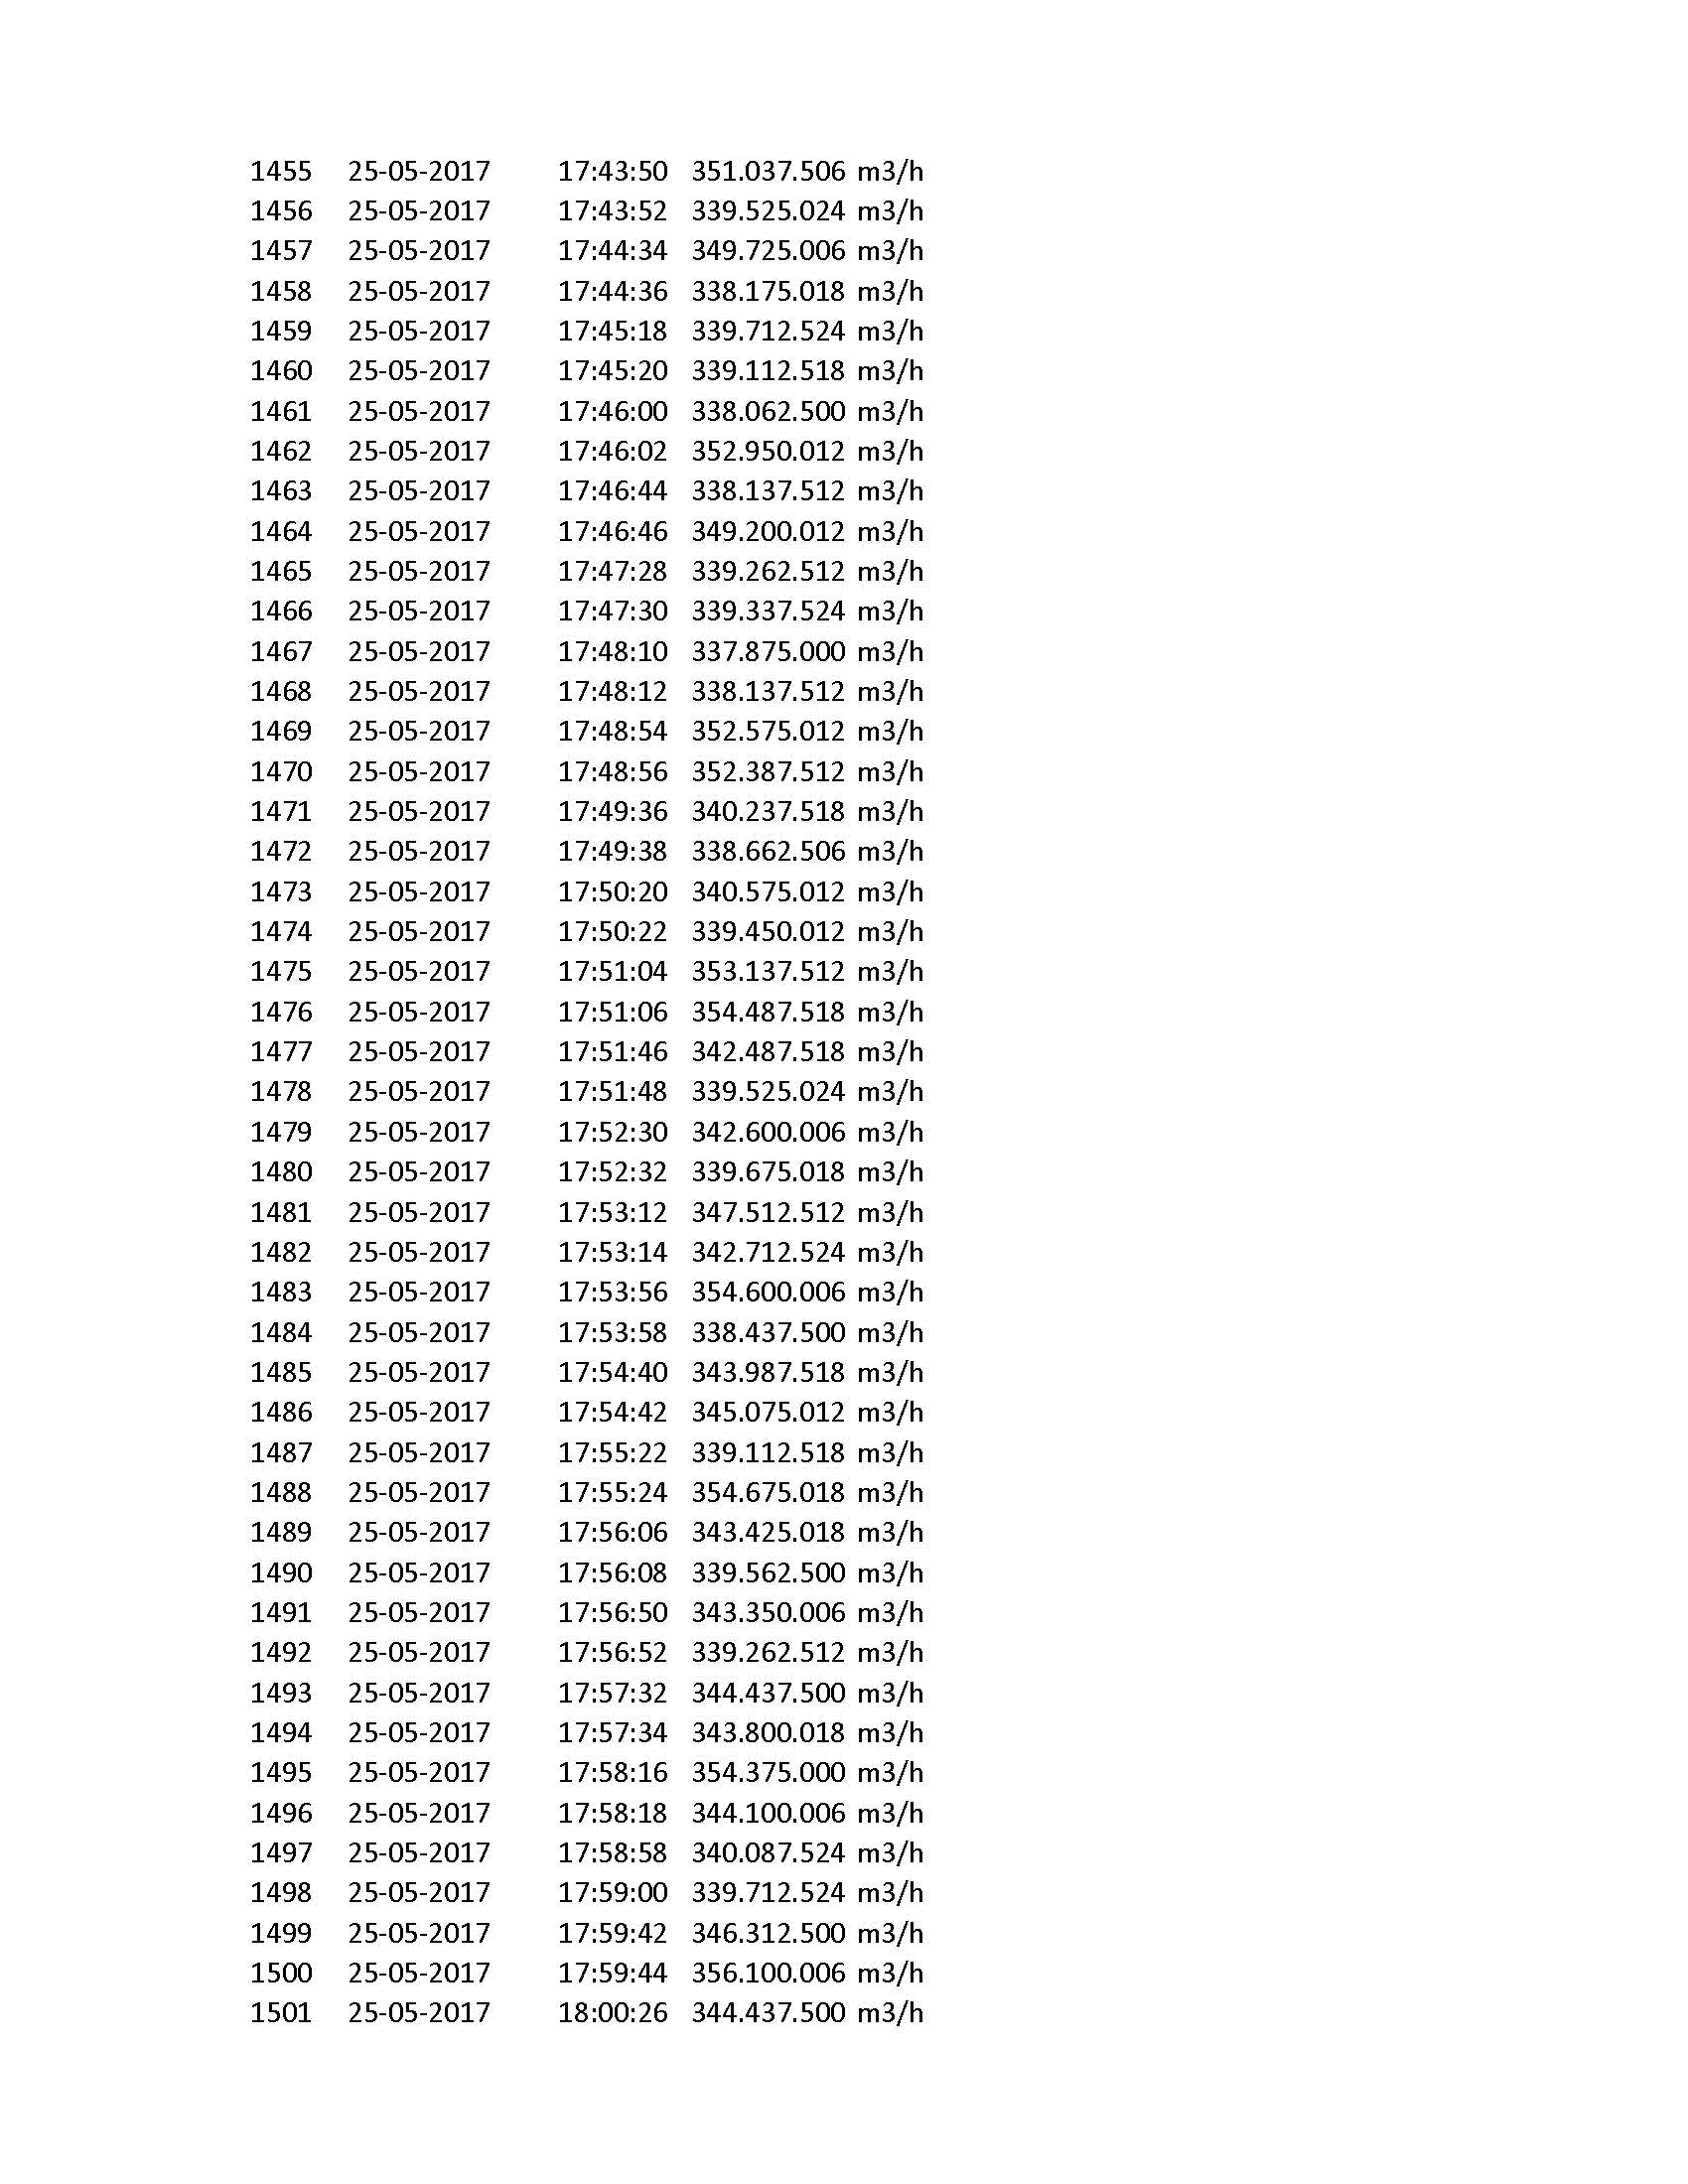 1455 25-05-2017 17:43:50 351.037.506 m3/h
1456 25-05-2017 17:43:52 339.525.024 m3/h
1457 25-05-2017 17:44:34 349.725.006 m3/h
1458 25-05-2017 17:44:36 338.175.018 m3/h
1459 25-05-2017 17:45:18 339.712.524 m3/h
1460 25-05-2017 17:45:20 339.112.518 m3/h
1461 25-05-2017 17:46:00 338.062.500 m3/h
1462 25-05-2017 17:46:02 352.950.012 m3/h
1463 25-05-2017 17:46:44 338.137.512 m3/h
1464 25-05-2017 17:46:46 349.200.012 m3/h
1465 25-05-2017 17:47:28 339.262.512 m3/h
1466 25-05-2017 17:47:30 339.337.524 m3/h
1467 25-05-2017 17:48:10 337.875.000 m3/h
1468 25-05-2017 17:48:12 338.137.512 m3/h
1469 25-05-2017 17:48:54 352.575.012 m3/h
1470 25-05-2017 17:48:56 352.387.512 m3/h
1471 25-05-2017 17:49:36 340.237.518 m3/h
1472 25-05-2017 17:49:38 338.662.506 m3/h
1473 25-05-2017 17:50:20 340.575.012 m3/h
1474 25-05-2017 17:50:22 339.450.012 m3/h
1475 25-05-2017 17:51:04 353.137.512 m3/h
1476 25-05-2017 17:51:06 354.487.518 m3/h
1477 25-05-2017 17:51:46 342.487.518 m3/h
1478 25-05-2017 17:51:48 339.525.024 m3/h
1479 25-05-2017 17:52:30 342.600.006 m3/h
1480 25-05-2017 17:52:32 339.675.018 m3/h
1481 25-05-2017 17:53:12 347.512.512 m3/h
1482 25-05-2017 17:53:14 342.712.524 m3/h
1483 25-05-2017 17:53:56 354.600.006 m3/h
1484 25-05-2017 17:53:58 338.437.500 m3/h
1485 25-05-2017 17:54:40 343.987.518 m3/h
1486 25-05-2017 17:54:42 345.075.012 m3/h
1487 25-05-2017 17:55:22 339.112.518 m3/h
1488 25-05-2017 17:55:24 354.675.018 m3/h
1489 25-05-2017 17:56:06 343.425.018 m3/h
1490 25-05-2017 17:56:08 339.562.500 m3/h
1491 25-05-2017 17:56:50 343.350.006 m3/h
1492 25-05-2017 17:56:52 339.262.512 m3/h
1493 25-05-2017 17:57:32 344.437.500 m3/h
1494 25-05-2017 17:57:34 343.800.018 m3/h
1495 25-05-2017 17:58:16 354.375.000 m3/h
1496 25-05-2017 17:58:18 344.100.006 m3/h
1497 25-05-2017 17:58:58 340.087.524 m3/h
1498 25-05-2017 17:59:00 339.712.524 m3/h
1499 25-05-2017 17:59:42 346.312.500 m3/h
1500 25-05-2017 17:59:44 356.100.006 m3/h
1501 25-05-2017 18:00:26 344.437.500 m3/h